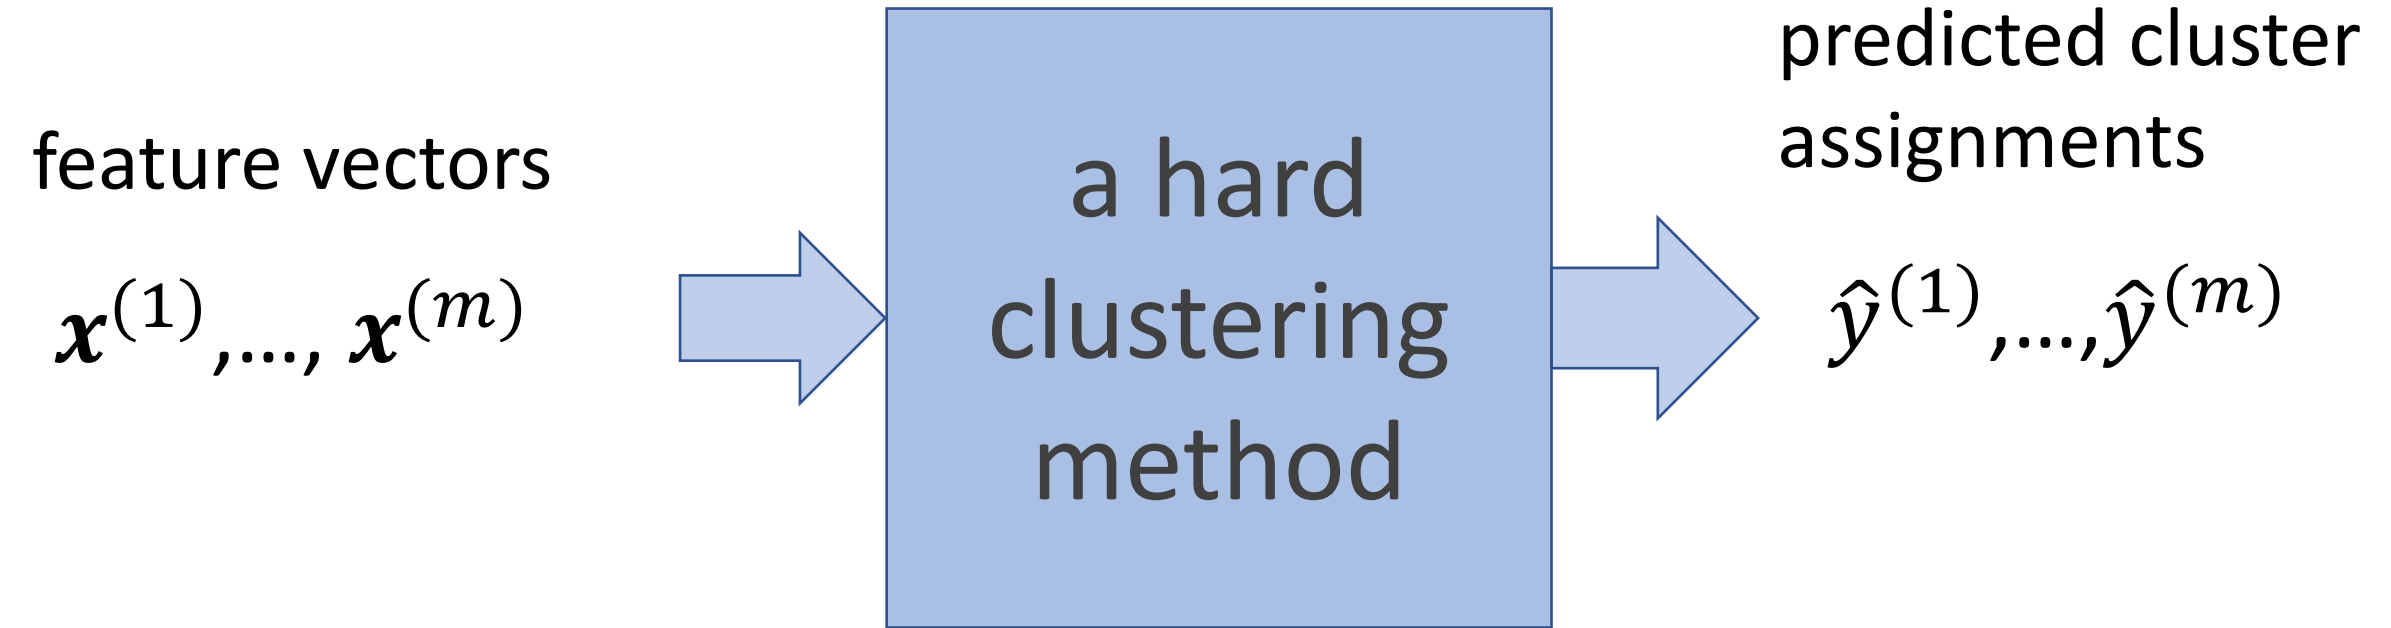 feature vectors
𝒙⁽¹⁾,..., 𝒙⁽ᵐ⁾
a hard
clustering
method
predicted cluster
assignments
ŷ⁽¹⁾,...,ŷ⁽ᵐ⁾